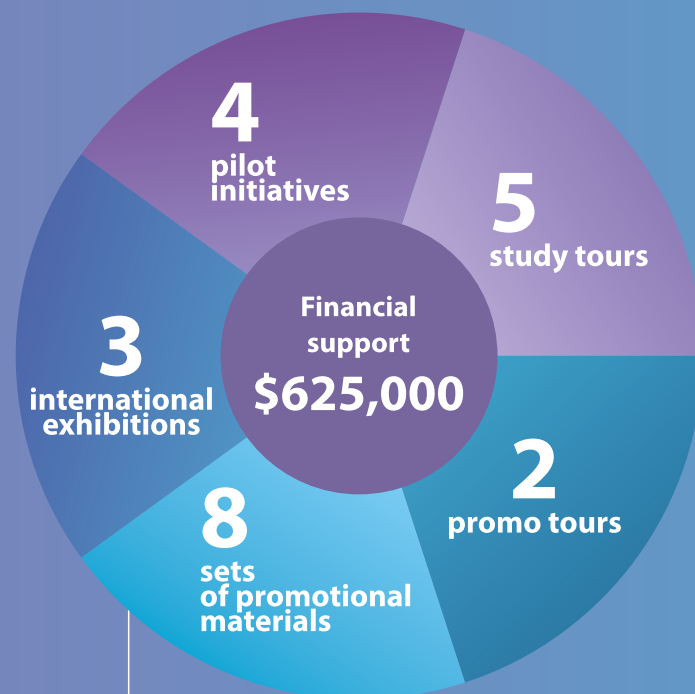 4
pilot
initiatives
5
study tours
Financial
support
$625,000
3
international
exhibitions
2
promo tours
8
sets
of promotional
materials